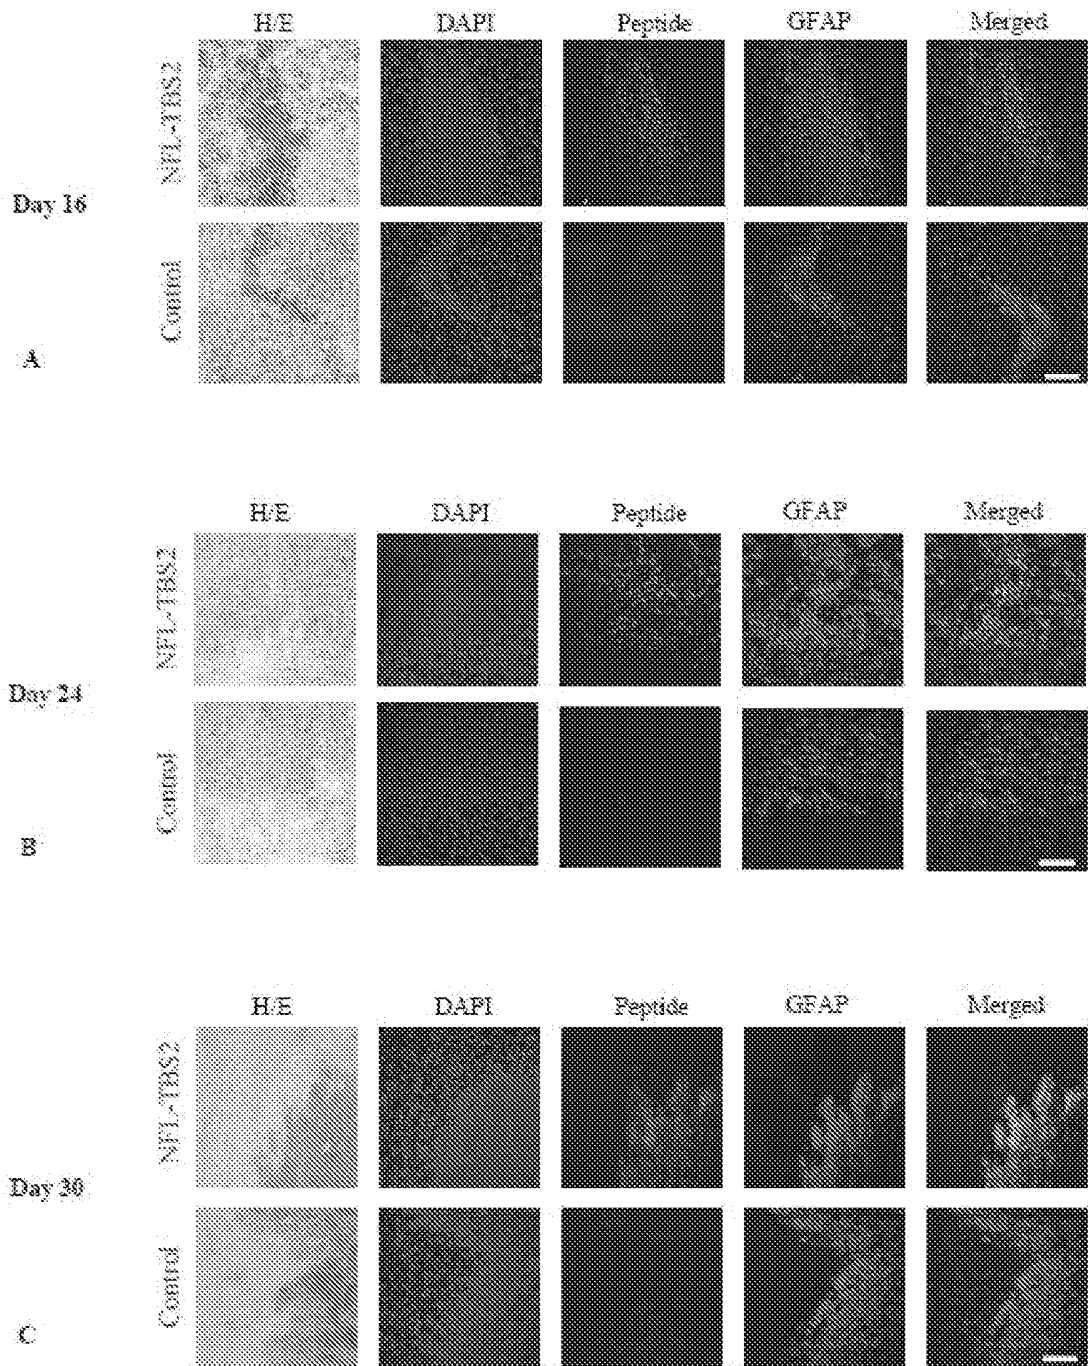 H/E DAPI Peptide GFAP Merged
NFL-TBS2
Day 16
Control
A
H/E DAPI Peptide GFAP Merged
NFL-TBS2
Day 24
Control
B
H/E DAPI Peptide GFAP Merged
NFL-TBS2
Day 30
Control
C